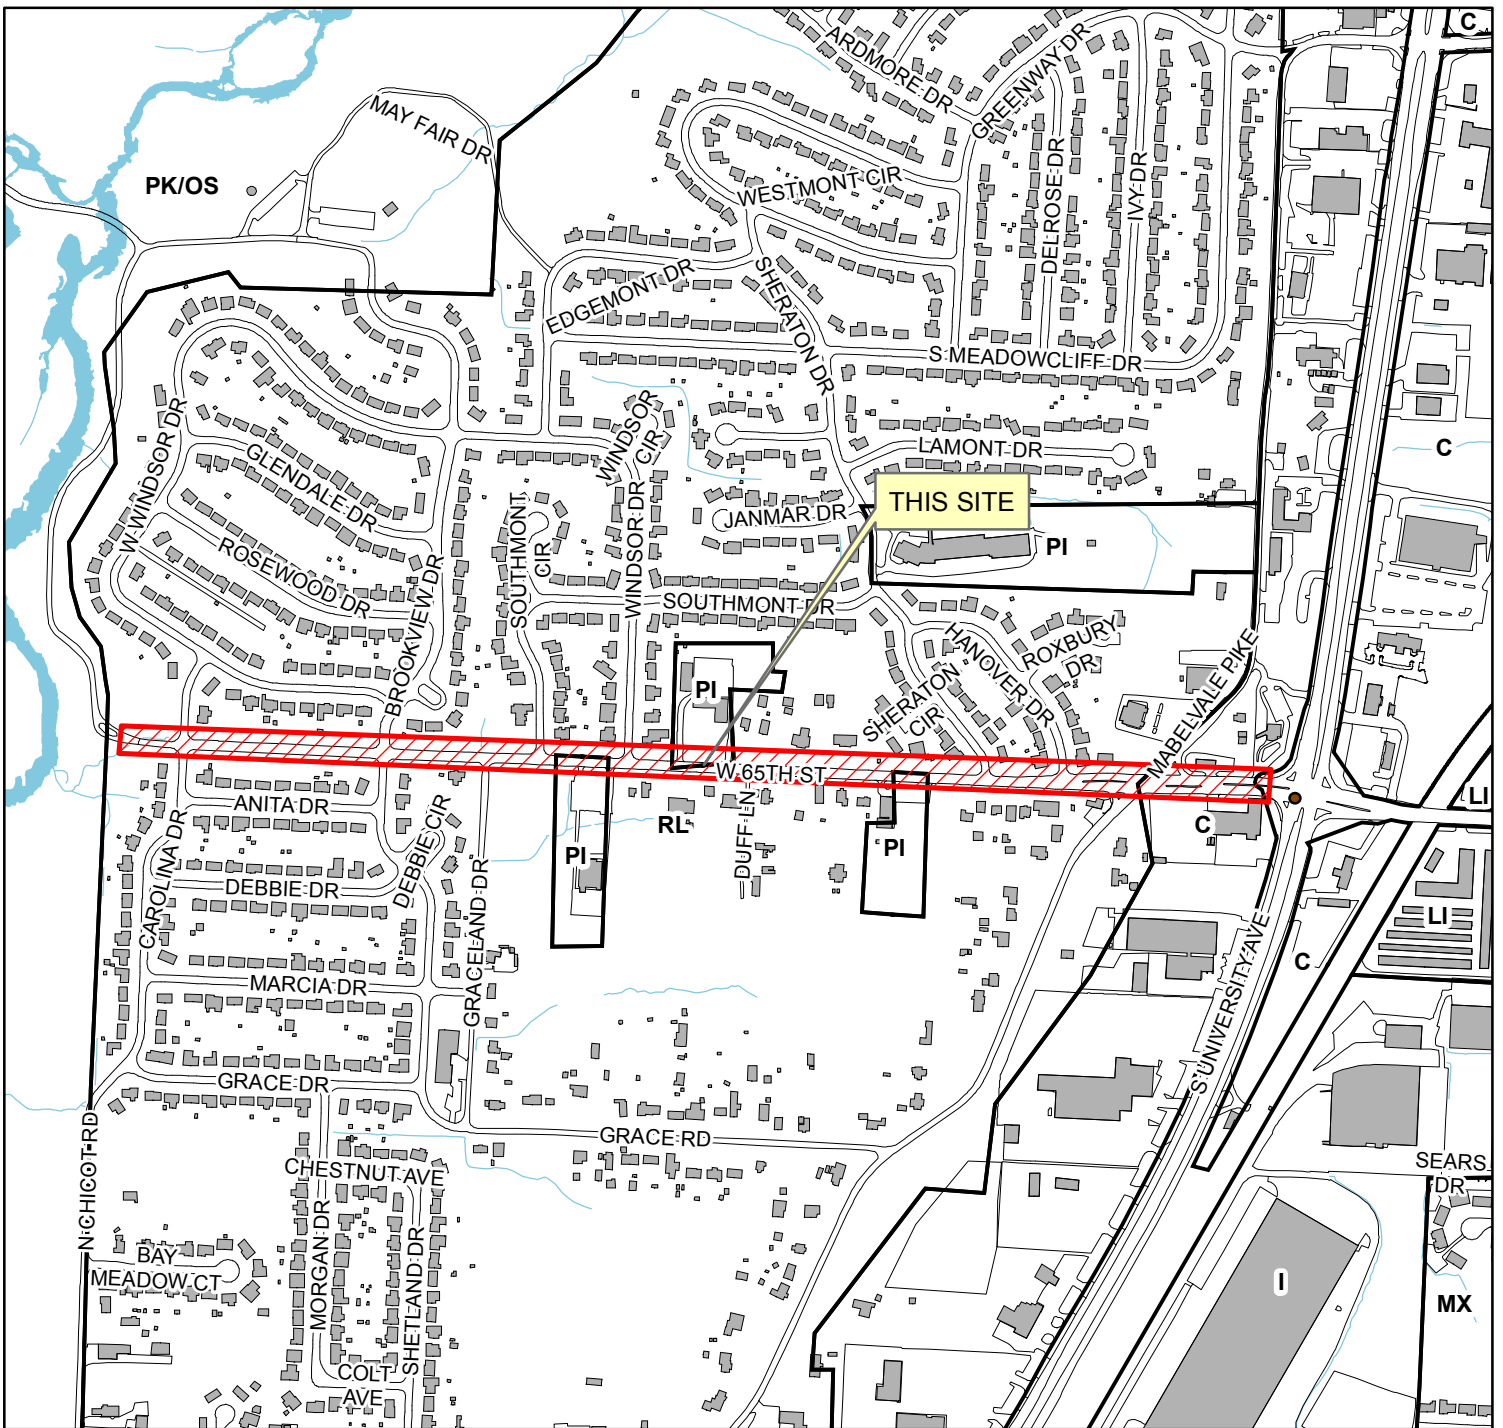 C
ARDMORE DR
GREENWAY DR
MAY FAIR DR
PK/OS
WESTMONT CIR
DELROSE DR
IVY DR
EDGEMONT DR
SHERATON DR
S MEADOWCLIFF DR
WINDSOR
CIR
W WINDSOR DR
GLENDALE DR
LAMONT DR
C
THIS SITE
SOUTHMONT
CIR
WINDSOR DR
JANMAR DR
PI
ROSEWOOD DR
BROOKVIEW DR
SOUTHMONT DR
HANOVER DR
ROXBURY
DR
SHERATON
CIR
MABELVALE PIKE
PI
W 65TH ST
LI
ANITA DR
DEBBIE CIR
RL
DUFF LN
C
CAROLINA DR
PI
PI
DEBBIE DR
GRACELAND DR
LI
C
MARCIA DR
S UNIVERSITY AVE
GRACE DR
N CHICOT RD
GRACE RD
CHESTNUT AVE
SEARS
DR
MORGAN DR
SHETLAND DR
BAY
MEADOW CT
I
MX
COLT
AVE